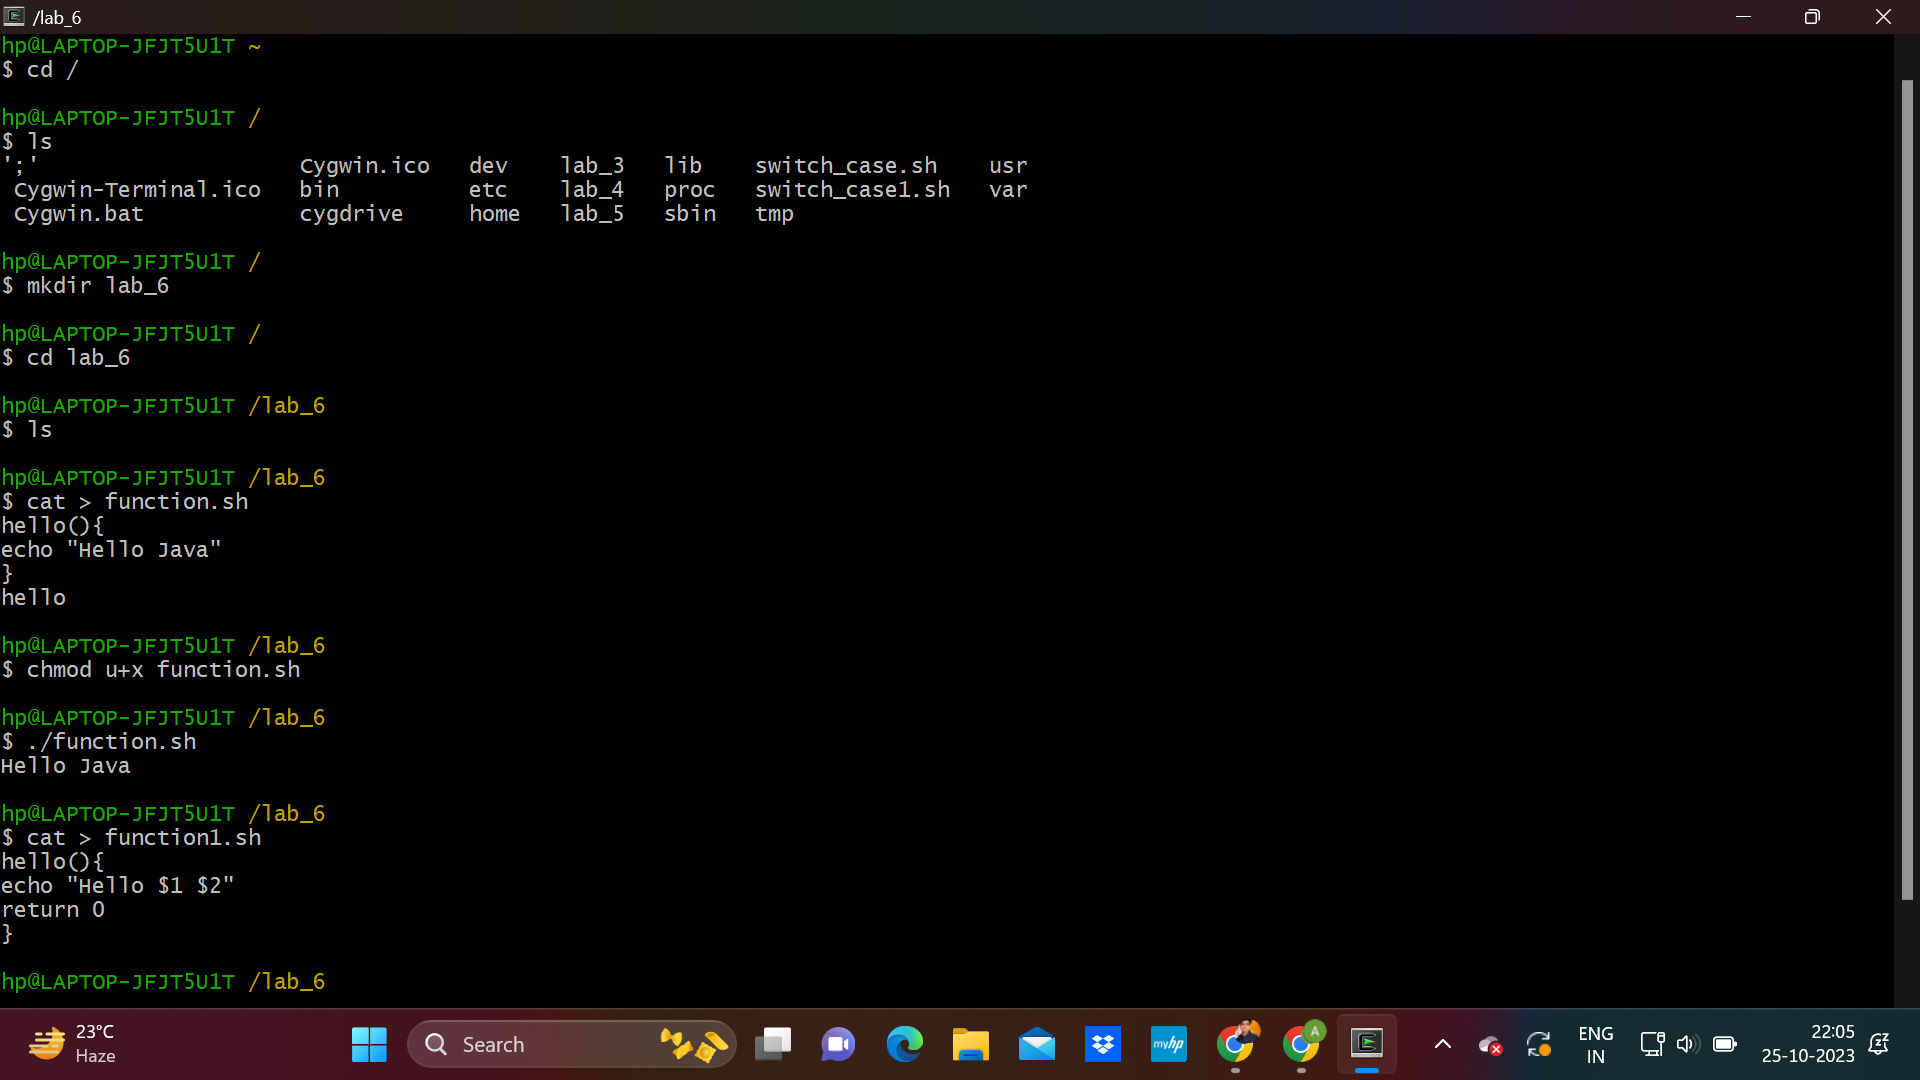 /lab_6
hp@LAPTOP-JFJT5U1T ~
$ cd /
hp@LAPTOP-JFJT5U1T /
$ ls
';' Cygwin.ico dev lab_3 lib switch_case.sh usr
Cygwin-Terminal.ico bin etc lab_4 proc switch_case1.sh var
Cygwin.bat cygdrive home lab_5 sbin tmp
hp@LAPTOP-JFJT5U1T /
$ mkdir lab_6
hp@LAPTOP-JFJT5U1T /
$ cd lab_6
hp@LAPTOP-JFJT5U1T /lab_6
$ ls
hp@LAPTOP-JFJT5U1T /lab_6
$ cat > function.sh
hello(){
echo "Hello Java"
}
hello
hp@LAPTOP-JFJT5U1T /lab_6
$ chmod u+x function.sh
hp@LAPTOP-JFJT5U1T /lab_6
$ ./function.sh
Hello Java
hp@LAPTOP-JFJT5U1T /lab_6
$ cat > function1.sh
hello(){
echo "Hello $1 $2"
return 0
}
hp@LAPTOP-JFJT5U1T /lab_6
23°C
Haze
Search
myhp
A
ENG
IN
22:05
25-10-2023